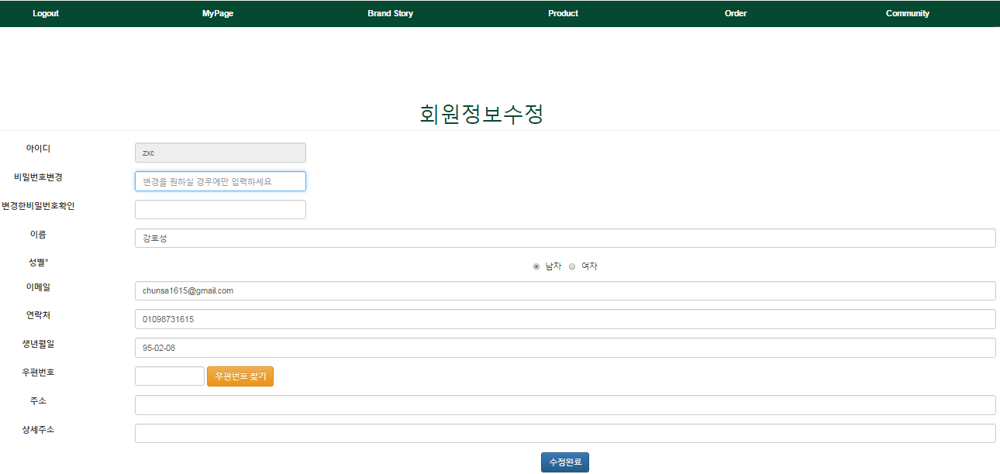 Logout MyPage Brand Story Product Order Community
회원정보수정
아이디 zxc
비밀번호변경 변경을 원하실 경우에만 입력하세요
변경한비밀번호확인
이름 강호성
성별* 남자 여자
이메일 chunsa1615@gmail.com
연락처 01098731615
생년월일 95-02-08
우편번호 우편번호 찾기
주소
상세주소
수정완료